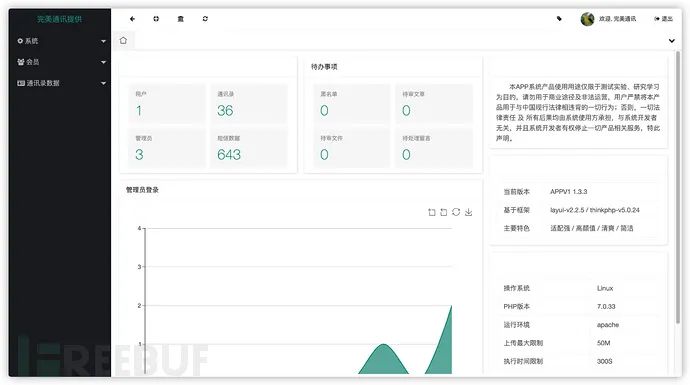 完美通讯提供
欢迎, 完美通讯
退出
系统
会员
通讯录数据
网户
1
通讯录
36
管理员
3
短信数据
643
待办事项
黑名单
0
待审文章
0
待审文件
0
待处理留言
0
本APP系统产品使用用途仅限于测试实验、研究学习
为目的, 请勿用于商业途径及非法运营, 用户严禁将本产
品用于与中国现行法律相违背的一切行为; 否则, 一切法
律责任 及 所有后果均由系统使用方承担, 与系统开发者
无关, 并且系统开发者有权停止一切产品相关服务, 特此
声明。
管理员登录
4
3
2
1
0
当前版本 APPV1 1.3.3
基于框架 layui-v2.2.5 / thinkphp-v5.0.24
主要特色 适配强 / 高颜值 / 清爽 / 简洁
操作系统 Linux
PHP版本 7.0.33
运行环境 apache
上传最大限制 50M
执行时间限制 300S
FREEBUF